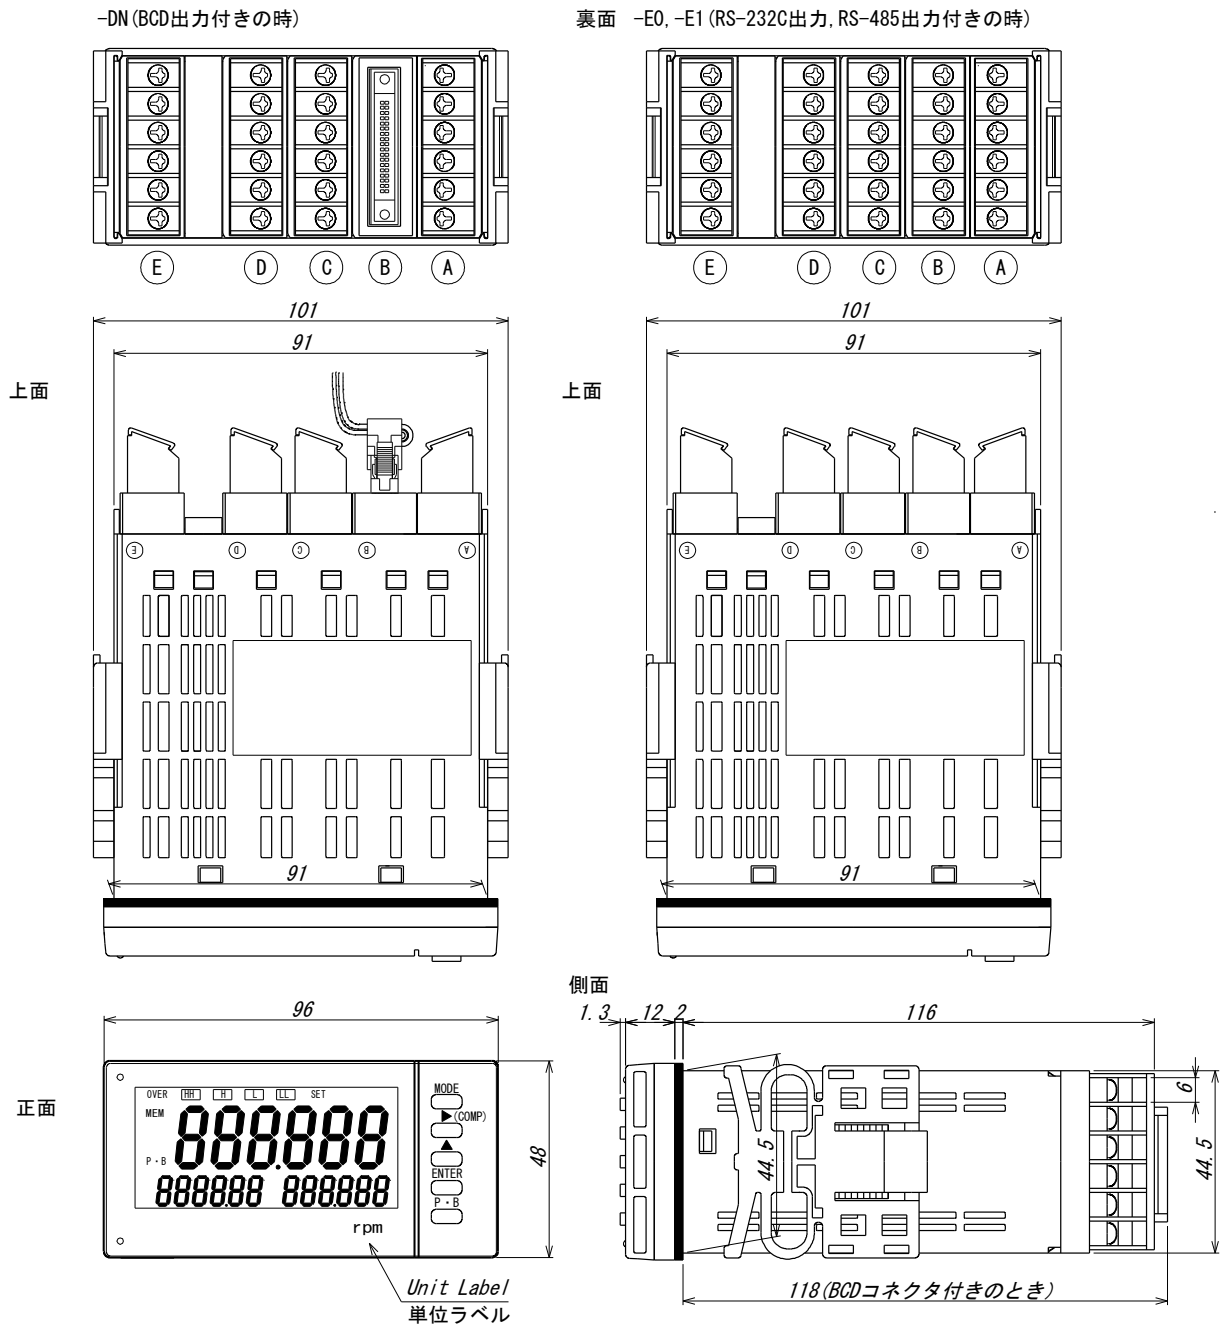 -DN(BCD出力付きの時)
裏面 -E0,-E1(RS-232C出力,RS-485出力付きの時)
E D C B A
E D C B A
101
101
91
91
上面
上面
E D C B A
E D C B A
91
91
側面
96
1.3 12 2 116
正面
OVER HH H L LL SET
MEM
888.888
P・B
888888 888.888
rpm
MODE
▶(COMP)
▲
ENTER
P・B
48
44.5
6
44.5
Unit Label
単位ラベル
118(BCDコネクタ付きのとき)